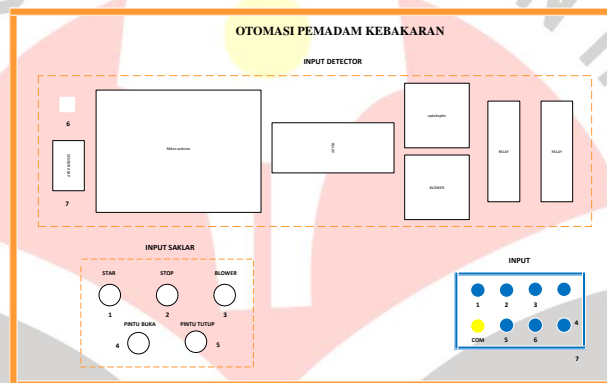 OTOMASI PEMADAM KEBAKARAN
INPUT DETECTOR
6
7
Mikro arduino
optokopler
BLOWER
RELAY
RELAY
INPUT SAKLAR
STAR
STOP
BLOWER
1
2
3
PINTU BUKA
PINTU TUTUP
4
5
INPUT
1
2
3
4
COM
5
6
7